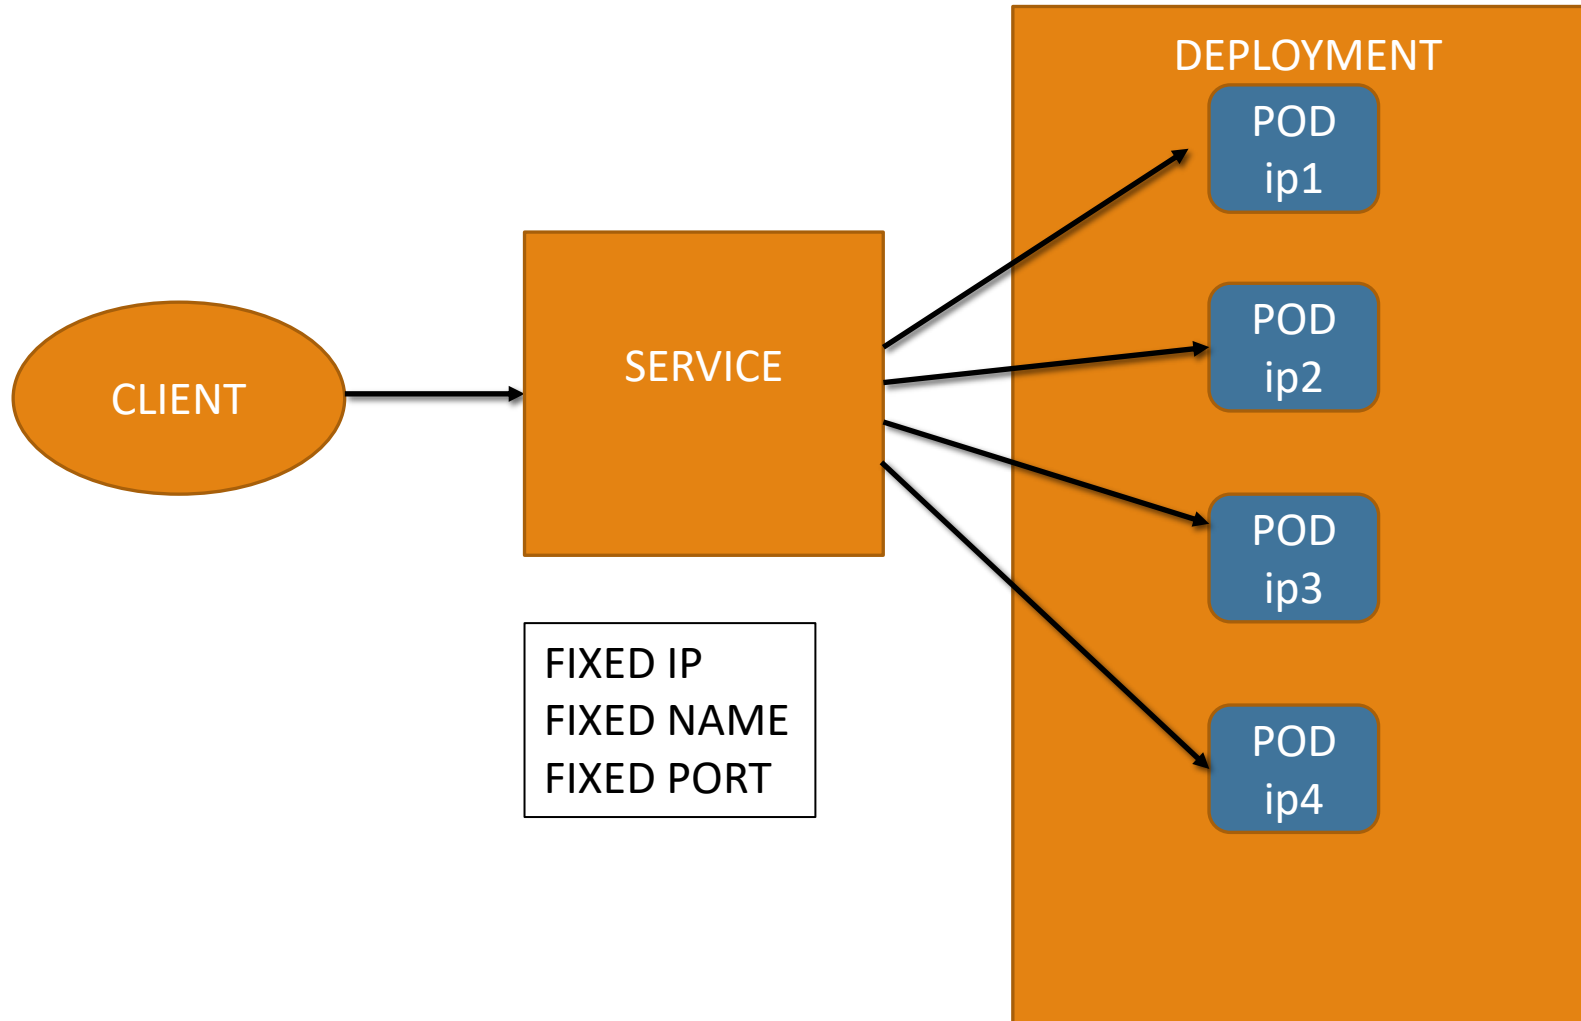 CLIENT
SERVICE
FIXED IP
FIXED NAME
FIXED PORT
DEPLOYMENT
POD
ip1
POD
ip2
POD
ip3
POD
ip4